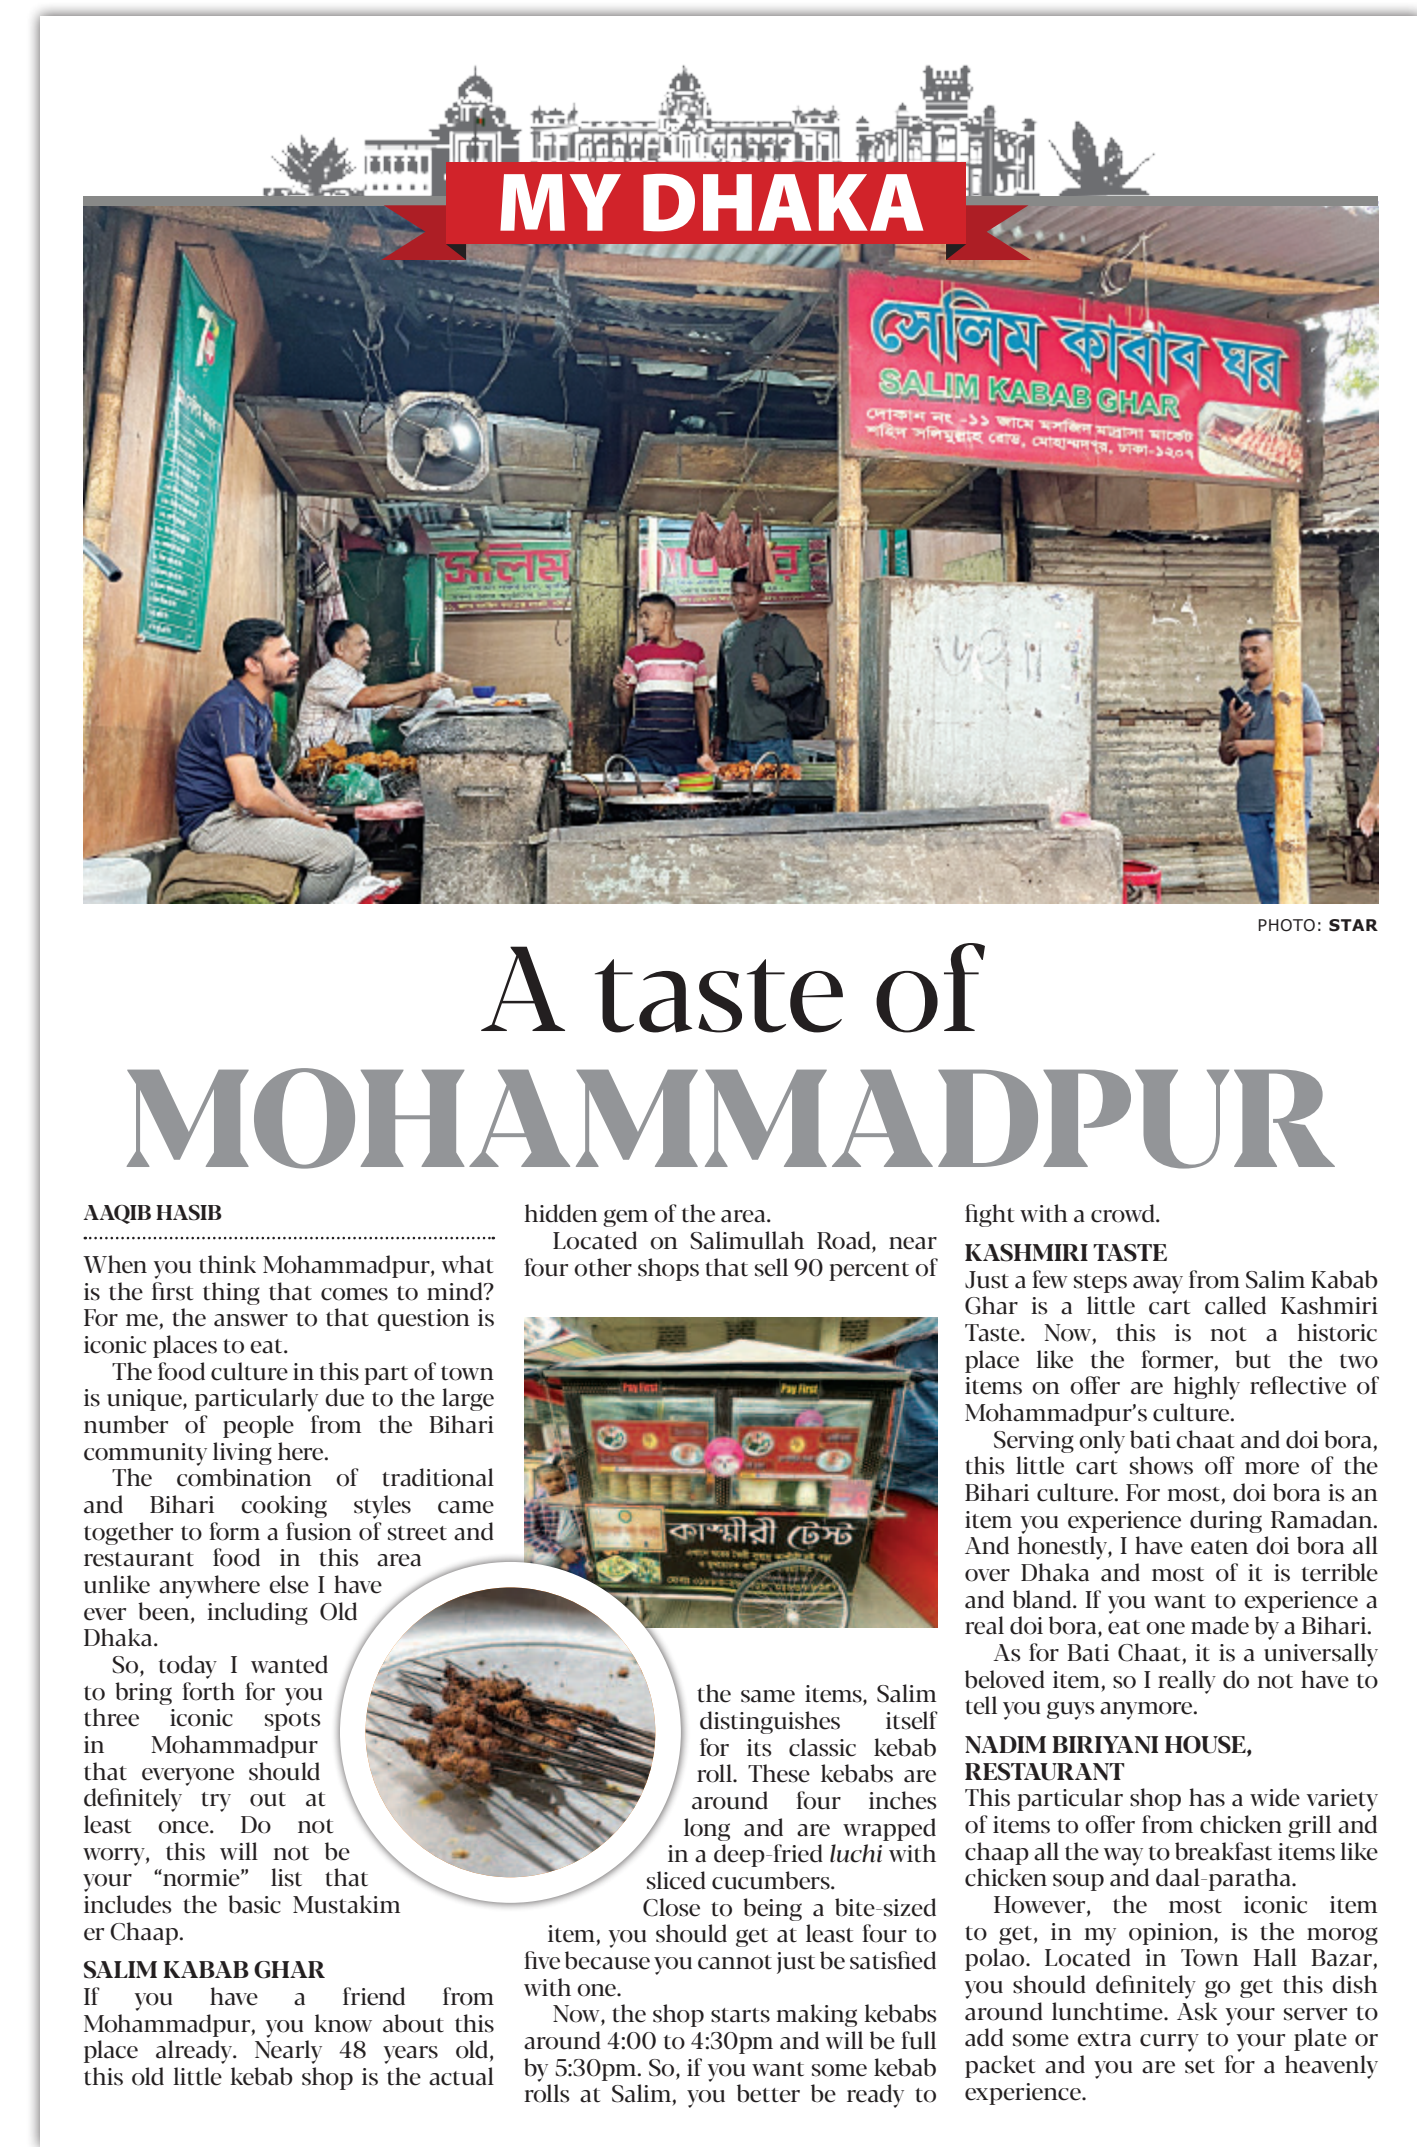 MY DHAKA
সেলিম কাবাব ঘর
SALIM KABAB GHAR
দোকান নং -১১ জামে মসজিদ মাদ্রাসা মার্কেট
শহিদ সলিমুল্লাহ রোড, মোহাম্মদপুর, ঢাকা-১২০৭
সেলিম
PHOTO: STAR
A taste of
MOHAMMADPUR
AAQIB HASIB
When you think Mohammadpur, what
is the first thing that comes to mind?
For me, the answer to that question is
iconic places to eat.
The food culture in this part of town
is unique, particularly due to the large
number of people from the Bihari
community living here.
The combination of traditional
and Bihari cooking styles came
together to form a fusion of street and
restaurant food in this area
unlike anywhere else I have
ever been, including Old
Dhaka.
So, today I wanted
to bring forth for you
three iconic spots
in Mohammadpur
that everyone should
definitely try out at
least once. Do not
worry, this will not be
your “normie” list that
includes the basic Mustakim
er Chaap.
SALIM KABAB GHAR
If you have a friend from
Mohammadpur, you know about this
place already. Nearly 48 years old,
this old little kebab shop is the actual
hidden gem of the area.
Located on Salimullah Road, near
four other shops that sell 90 percent of
Pay First
Pay First
কাশ্মীরী টেস্ট
the same items, Salim
distinguishes itself
for its classic kebab
roll. These kebabs are
around four inches
long and are wrapped
in a deep-fried luchi with
sliced cucumbers.
Close to being a bite-sized
item, you should get at least four to
five because you cannot just be satisfied
with one.
Now, the shop starts making kebabs
around 4:00 to 4:30pm and will be full
by 5:30pm. So, if you want some kebab
rolls at Salim, you better be ready to
fight with a crowd.
KASHMIRI TASTE
Just a few steps away from Salim Kabab
Ghar is a little cart called Kashmiri
Taste. Now, this is not a historic
place like the former, but the two
items on offer are highly reflective of
Mohammadpur’s culture.
Serving only bati chaat and doi bora,
this little cart shows off more of the
Bihari culture. For most, doi bora is an
item you experience during Ramadan.
And honestly, I have eaten doi bora all
over Dhaka and most of it is terrible
and bland. If you want to experience a
real doi bora, eat one made by a Bihari.
As for Bati Chaat, it is a universally
beloved item, so I really do not have to
tell you guys anymore.
NADIM BIRIYANI HOUSE,
RESTAURANT
This particular shop has a wide variety
of items to offer from chicken grill and
chaap all the way to breakfast items like
chicken soup and daal-paratha.
However, the most iconic item
to get, in my opinion, is the morog
polao. Located in Town Hall Bazar,
you should definitely go get this dish
around lunchtime. Ask your server to
add some extra curry to your plate or
packet and you are set for a heavenly
experience.